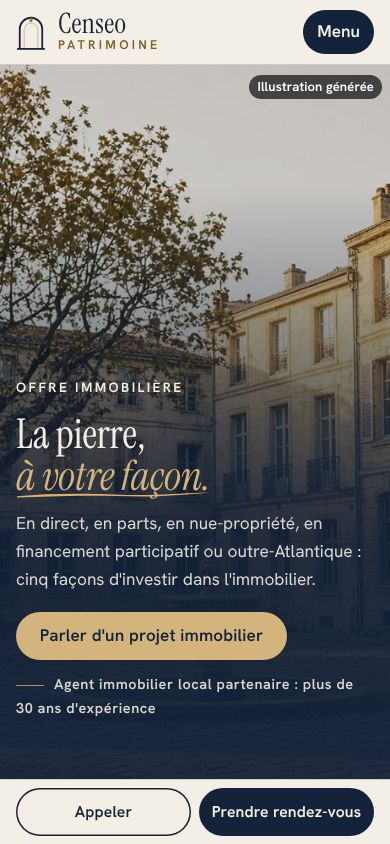 Censeo
PATRIMOINE
Menu
Illustration générée
OFFRE IMMOBILIÈRE
La pierre,
à votre façon.
En direct, en parts, en nue-propriété, en
financement participatif ou outre-Atlantique :
cinq façons d'investir dans l'immobilier.
Parler d'un projet immobilier
Agent immobilier local partenaire : plus de
30 ans d'expérience
Appeler
Prendre rendez-vous